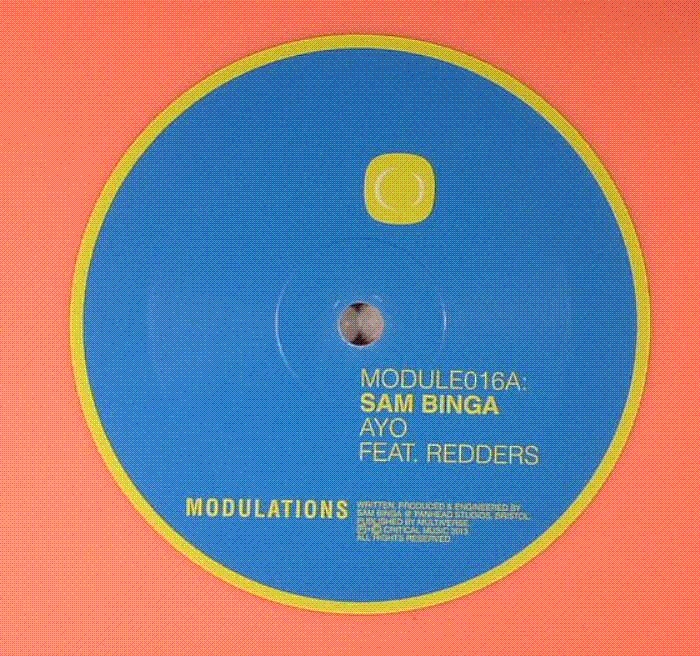 MODULE016A:
SAM BINGA
AYO
FEAT. REDDERS
MODULATIONS
WRITTEN, PRODUCED & ENGINEERED BY
SAM BINGA @ PANHEAD STUDIOS, BRISTOL.
PUBLISHED BY MULTIVERSE.
℗+© CRITICAL MUSIC 2013
ALL RIGHTS RESERVED